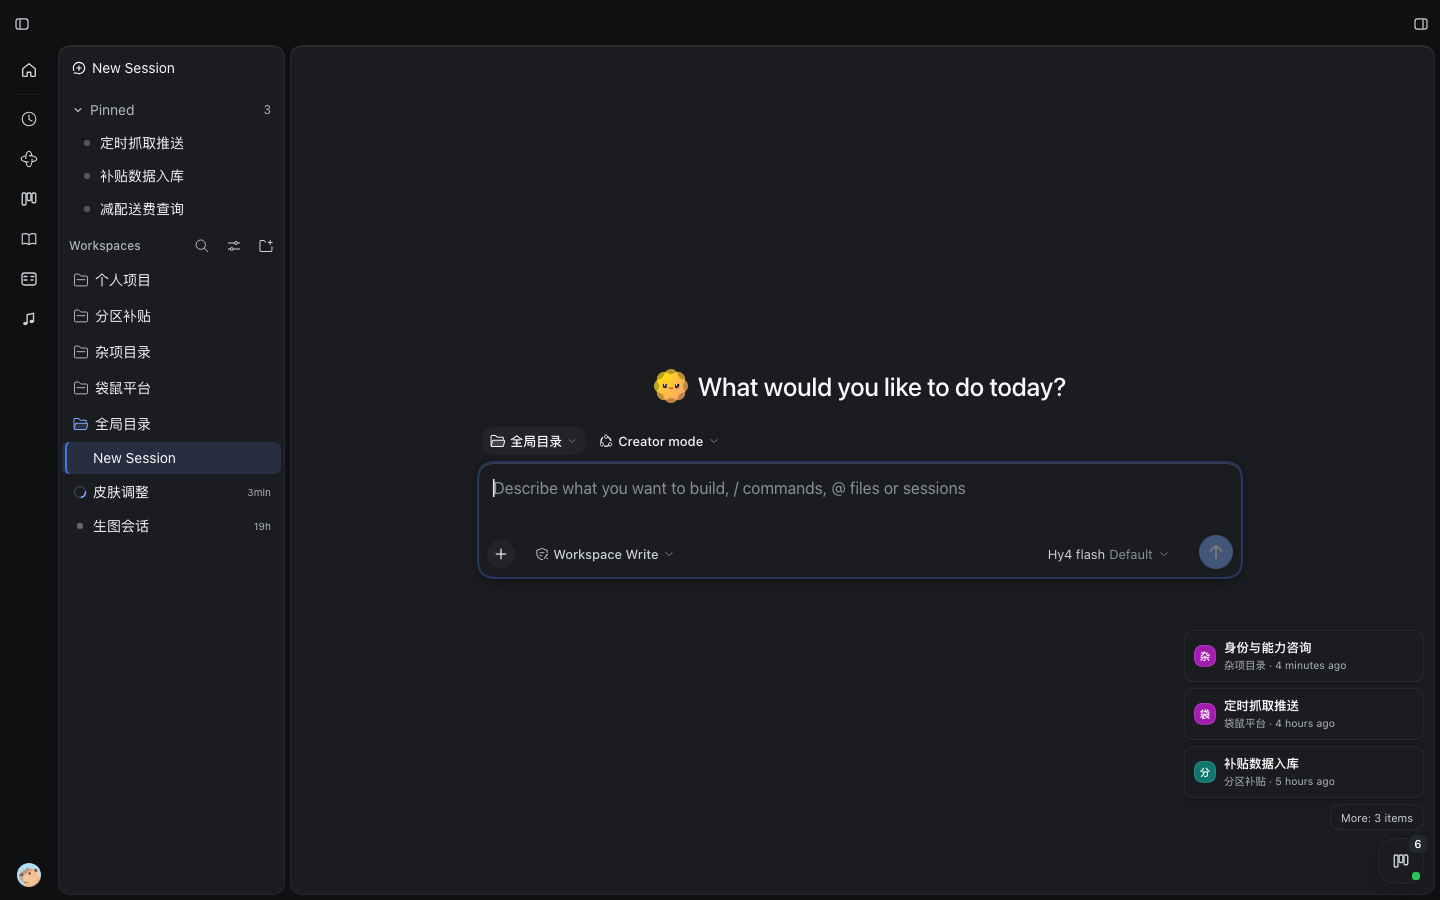 New Session
Pinned 3
定时抓取推送
补贴数据入库
减配送费查询
Workspaces
个人项目
分区补贴
杂项目录
袋鼠平台
全局目录
New Session
皮肤调整 3min
生图会话 19h
What would you like to do today?
全局目录 Creator mode
Describe what you want to build, / commands, @ files or sessions
Workspace Write Hy4 flash Default
杂 身份与能力咨询
杂项目录 · 4 minutes ago
袋 定时抓取推送
袋鼠平台 · 4 hours ago
分 补贴数据入库
分区补贴 · 5 hours ago
More: 3 items
6